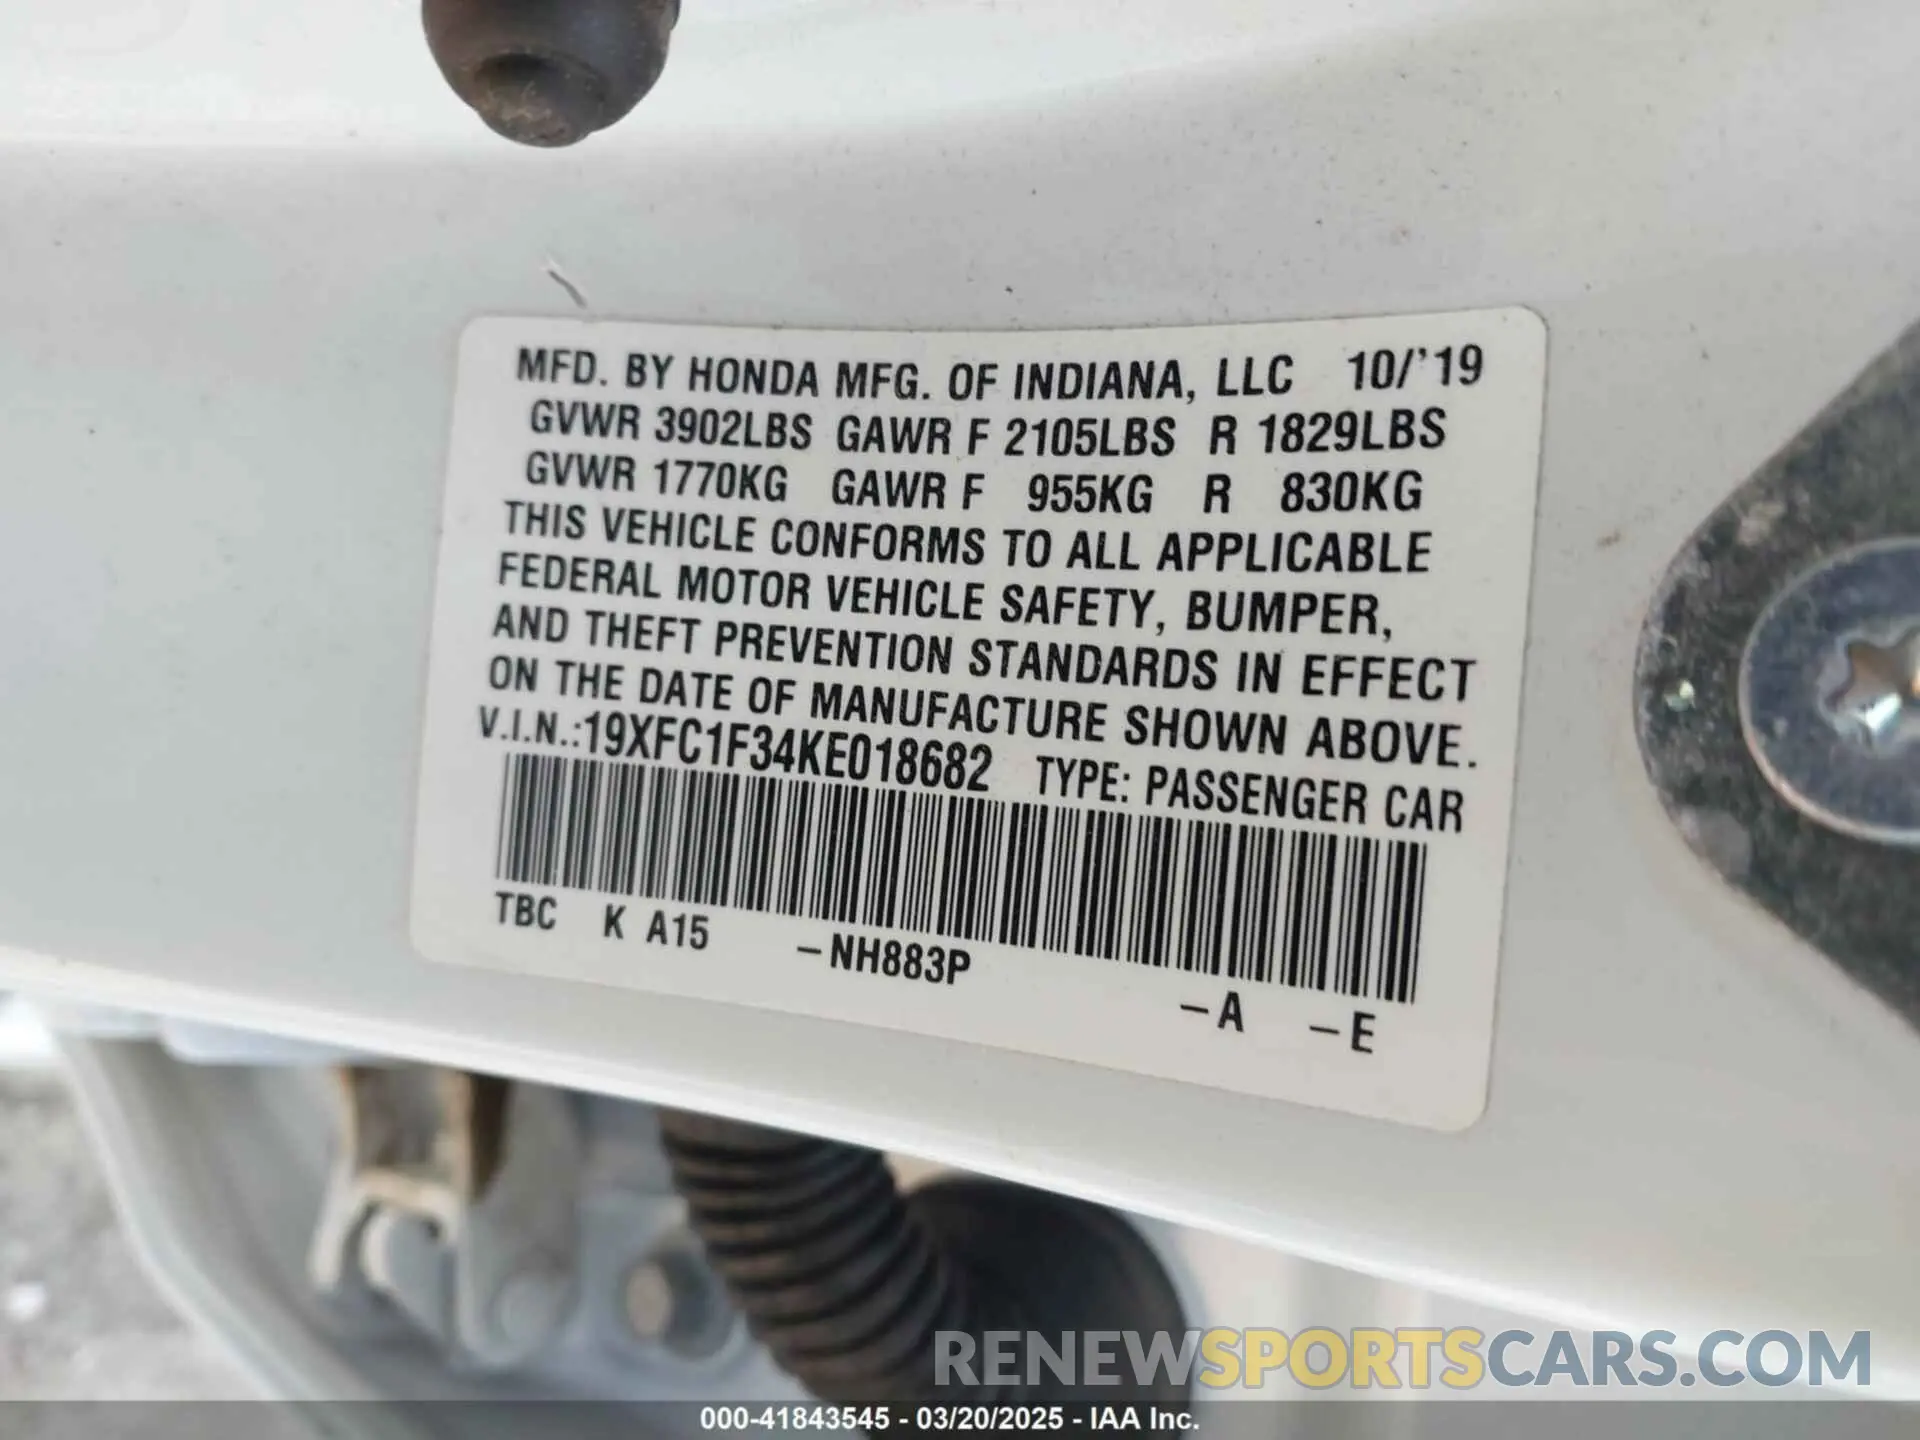 MFD. BY HONDA MFG. OF INDIANA, LLC 10/'19
GVWR 3902LBS GAWR F 2105LBS R 1829LBS
GVWR 1770KG GAWR F 955KG R 830KG
THIS VEHICLE CONFORMS TO ALL APPLICABLE
FEDERAL MOTOR VEHICLE SAFETY, BUMPER,
AND THEFT PREVENTION STANDARDS IN EFFECT
ON THE DATE OF MANUFACTURE SHOWN ABOVE.
V.I.N.:19XFC1F34KE018682 TYPE: PASSENGER CAR
TBC K A15 –NH883P –A –E
RENEWSPORTSCARS.COM
000-41843545 - 03/20/2025 - IAA Inc.